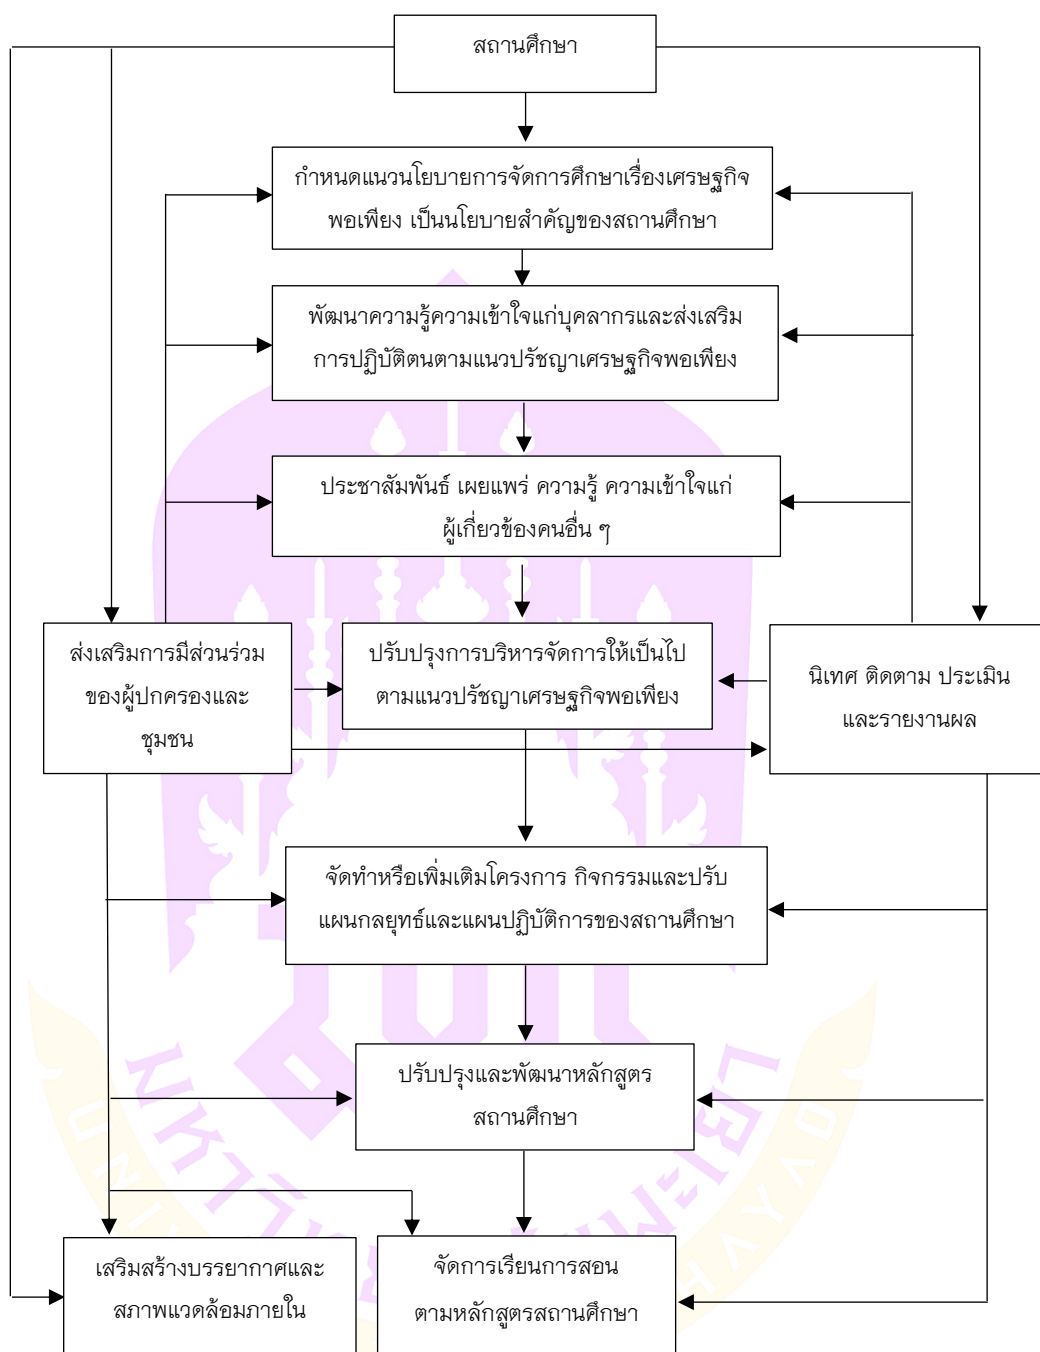 สถานศึกษา
กำหนดแนวนโยบายการจัดการศึกษาเรื่องเศรษฐกิจ
พอเพียง เป็นนโยบายสำคัญของสถานศึกษา
พัฒนาความรู้ความเข้าใจแก่บุคลากรและส่งเสริม
การปฏิบัติตนตามแนวปรัชญาเศรษฐกิจพอเพียง
ประชาสัมพันธ์ เผยแพร่ ความรู้ ความเข้าใจแก่
ผู้เกี่ยวข้องคนอื่น ๆ
ส่งเสริมการมีส่วนร่วม
ของผู้ปกครองและ
ชุมชน
ปรับปรุงการบริหารจัดการให้เป็นไป
ตามแนวปรัชญาเศรษฐกิจพอเพียง
นิเทศ ติดตาม ประเมิน
และรายงานผล
จัดทำหรือเพิ่มเติมโครงการ กิจกรรมและปรับ
แผนกลยุทธ์และแผนปฏิบัติการของสถานศึกษา
ปรับปรุงและพัฒนาหลักสูตร
สถานศึกษา
เสริมสร้างบรรยากาศและ
สภาพแวดล้อมภายใน
จัดการเรียนการสอน
ตามหลักสูตรสถานศึกษา